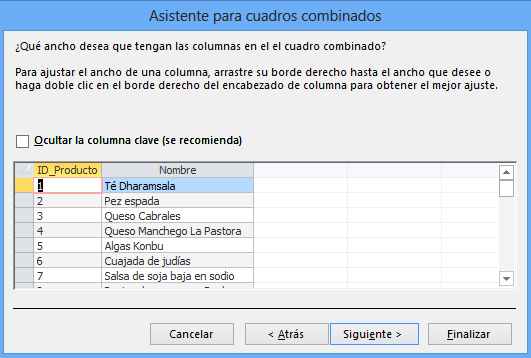 Asistente para cuadros combinados
¿Qué ancho desea que tengan las columnas en el el cuadro combinado?
Para ajustar el ancho de una columna, arrastre su borde derecho hasta el ancho que desee o
haga doble clic en el borde derecho del encabezado de columna para obtener el mejor ajuste.
Ocultar la columna clave (se recomienda)
ID_Producto Nombre
1 Té Dharamsala
2 Pez espada
3 Queso Cabrales
4 Queso Manchego La Pastora
5 Algas Konbu
6 Cuajada de judías
7 Salsa de soja baja en sodio
Cancelar < Atrás Siguiente > Finalizar